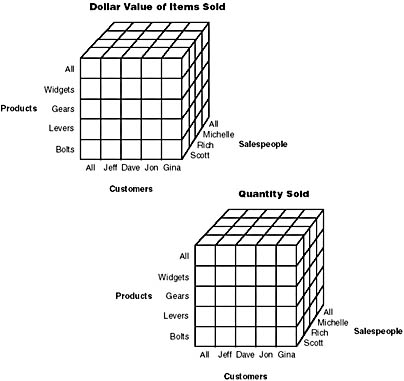 Dollar Value of Items Sold
All
Widgets
Products Gears
Levers
Bolts
All
Michelle
Rich
Scott
Salespeople
All Jeff Dave Jon Gina
Customers
Quantity Sold
All
Widgets
Products Gears
Levers
Bolts
All
Michelle
Rich
Scott
Salespeople
All Jeff Dave Jon Gina
Customers